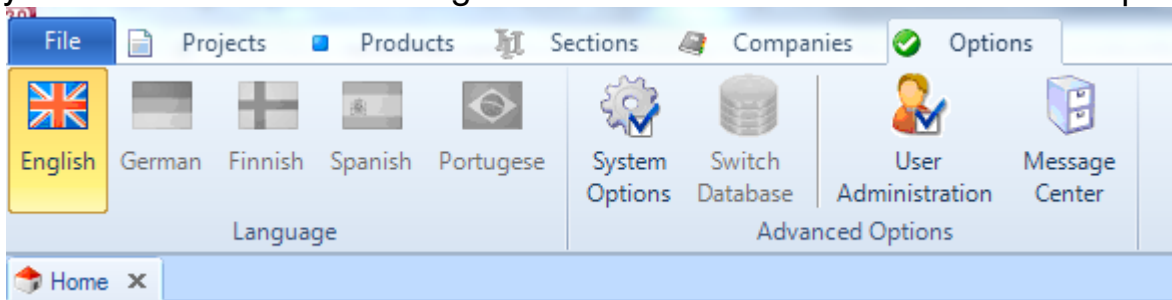 File Projects Products Sections Companies Options
English German Finnish Spanish Portugese System Options Switch Database User Administration Message Center
Language Advanced Options
Home